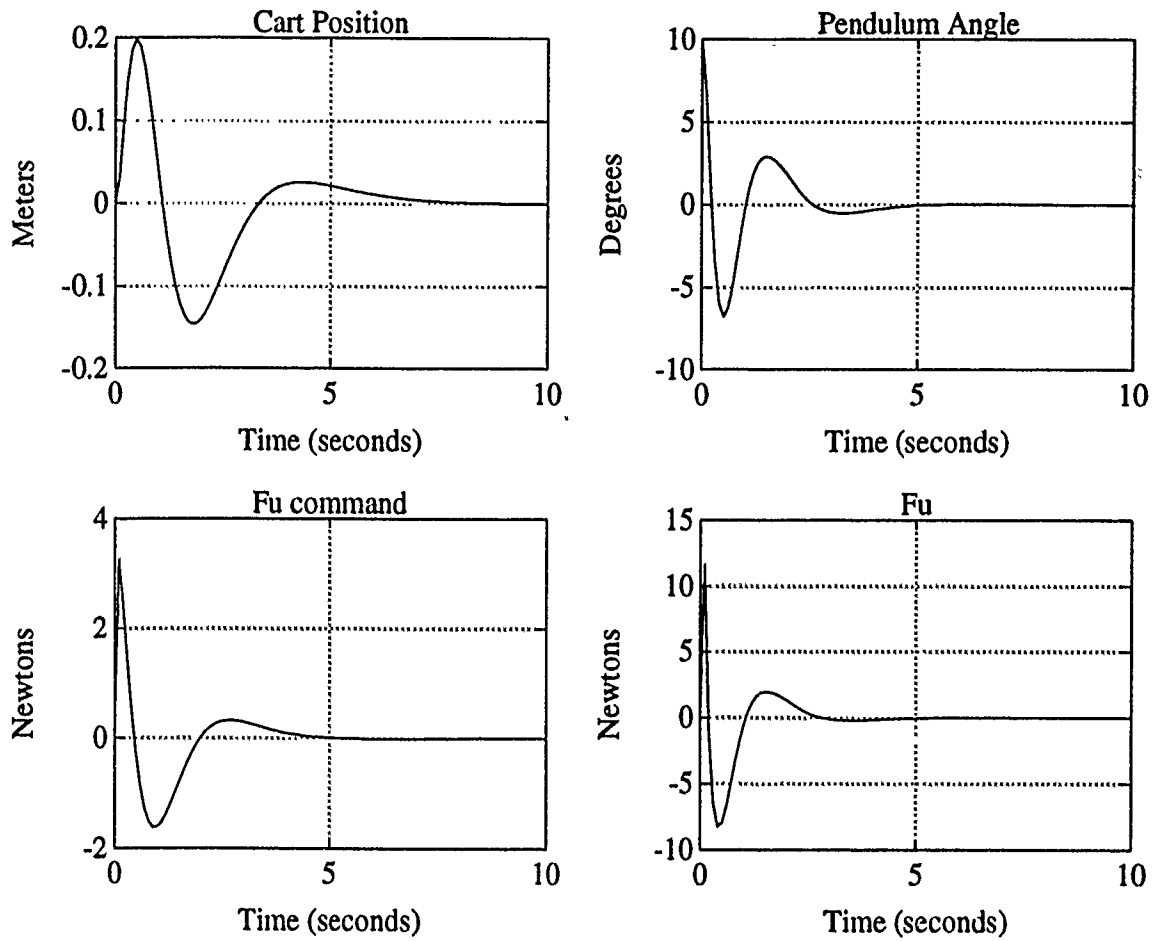 Cart Position
0.2
0.1
0
-0.1
-0.2
Meters
0 5 10
Time (seconds)
Pendulum Angle
10
5
0
-5
-10
Degrees
0 5 10
Time (seconds)
Fu command
4
2
0
-2
Newtons
0 5 10
Time (seconds)
Fu
15
10
5
0
-5
-10
Newtons
0 5 10
Time (seconds)